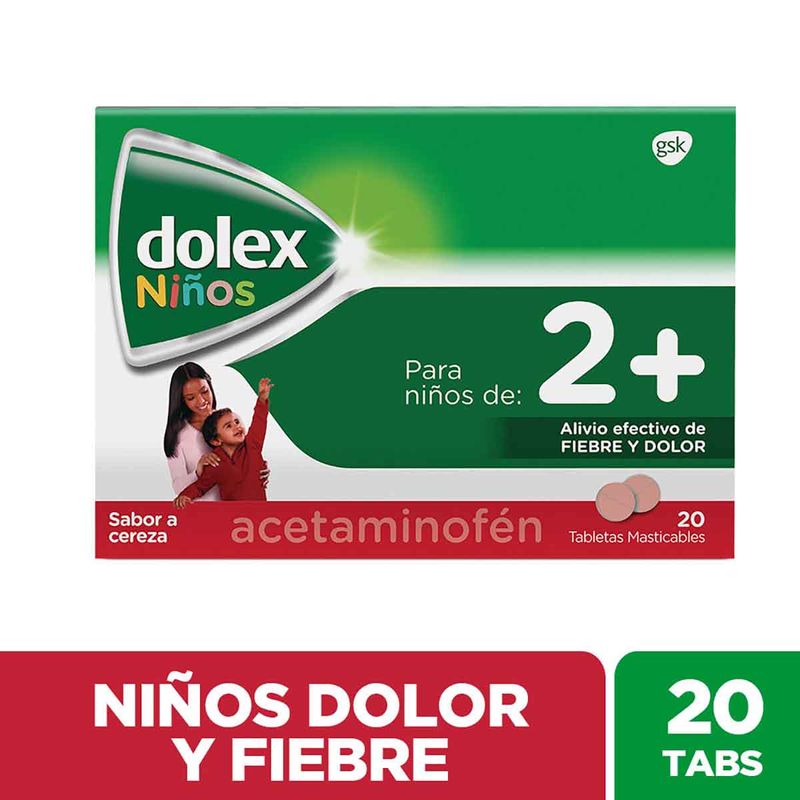 gsk
dolex
Niños
Para
niños de:
2+
Alivio efectivo de
FIEBRE Y DOLOR
Sabor a
cereza
acetaminofén
20
Tabletas Masticables
NIÑOS DOLOR
Y FIEBRE
20
TABS